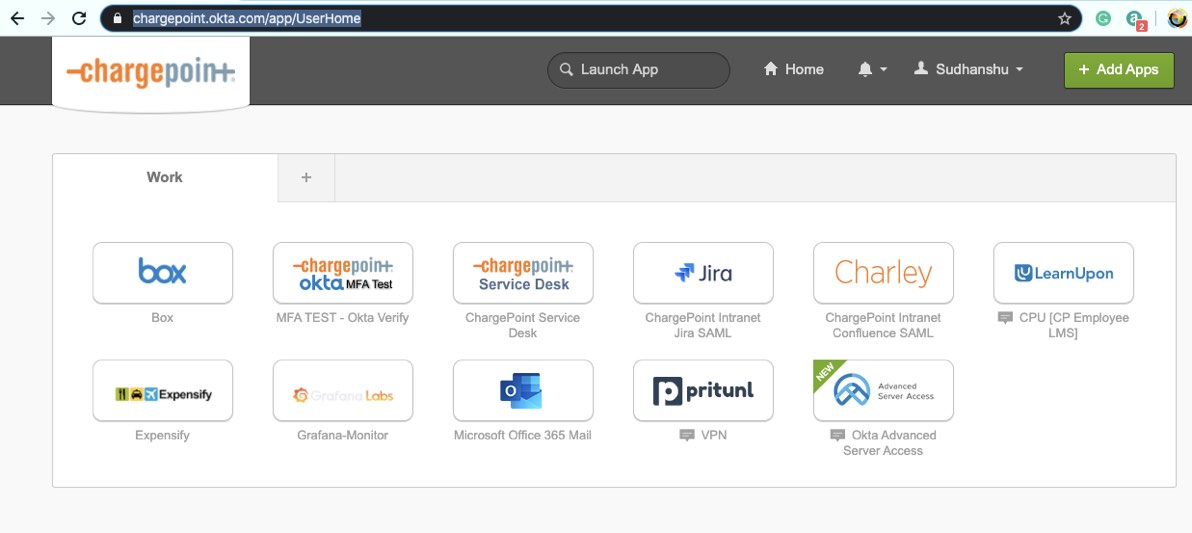 chargepoint.okta.com/app/UserHome
2
-chargepoin+
Launch App
Home
Sudhanshu
+ Add Apps
Work
+
box
-chargepoin+
okta MFA Test
-chargepoin+
Service Desk
Jira
Charley
LearnUpon
Box
MFA TEST - Okta Verify
ChargePoint Service
Desk
ChargePoint Intranet
Jira SAML
ChargePoint Intranet
Confluence SAML
CPU [CP Employee
LMS]
Expensify
Grafana Labs
O
pritunl
NEW
Advanced
Server Access
Expensify
Grafana-Monitor
Microsoft Office 365 Mail
VPN
Okta Advanced
Server Access